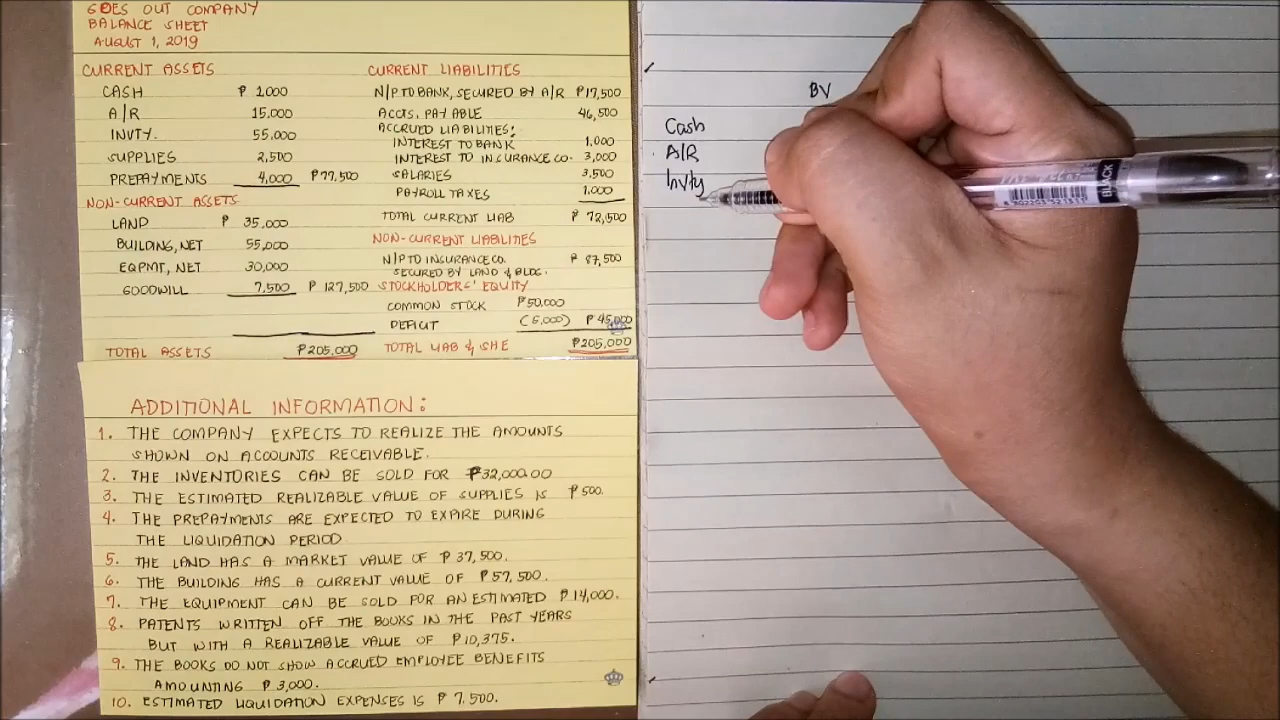 GOES OUT COMPANY
BALANCE SHEET
AUGUST 1, 2019
CURRENT ASSETS
CASH ₱ 1,000
A/R 15,000
INVTY. 55,000
SUPPLIES 2,500
PREPAYMENTS 4,000 ₱77,500
NON-CURRENT ASSETS
LAND ₱ 35,000
BUILDING, NET 55,000
EQPMT, NET 30,000
GOODWILL 7,500 ₱ 127,500
TOTAL ASSETS ₱205,000
CURRENT LIABILITIES
N/P TO BANK, SECURED BY A/R ₱17,500
ACCTS. PAYABLE 46,500
ACCRUED LIABILITIES:
INTEREST TO BANK 1,000
INTEREST TO INSURANCE CO. 3,000
SALARIES 3,500
PAYROLL TAXES 1,000
TOTAL CURRENT LIAB ₱ 72,500
NON-CURRENT LIABILITIES
N/P TO INSURANCE CO. ₱ 87,500
SECURED BY LAND & BLDG.
STOCKHOLDERS' EQUITY
COMMON STOCK ₱50,000
DEFICIT (5,000) ₱ 45,000
TOTAL LIAB & SHE ₱205,000
ADDITIONAL INFORMATION:
1. THE COMPANY EXPECTS TO REALIZE THE AMOUNTS
SHOWN ON ACCOUNTS RECEIVABLE.
2. THE INVENTORIES CAN BE SOLD FOR ₱32,000.00
3. THE ESTIMATED REALIZABLE VALUE OF SUPPLIES IS ₱500.
4. THE PREPAYMENTS ARE EXPECTED TO EXPIRE DURING
THE LIQUIDATION PERIOD
5. THE LAND HAS A MARKET VALUE OF ₱ 37,500.
6. THE BUILDING HAS A CURRENT VALUE OF ₱57,500.
7. THE EQUIPMENT CAN BE SOLD FOR AN ESTIMATED ₱14,000.
8. PATENTS WRITTEN OFF THE BOOKS IN THE PAST YEARS
BUT WITH A REALIZABLE VALUE OF ₱10,375.
9. THE BOOKS DO NOT SHOW ACCRUED EMPLOYEE BENEFITS
AMOUNTING ₱ 3,000.
10. ESTIMATED LIQUIDATION EXPENSES IS ₱ 7,500.
BV
Cash
A/R
Invty
BLACK